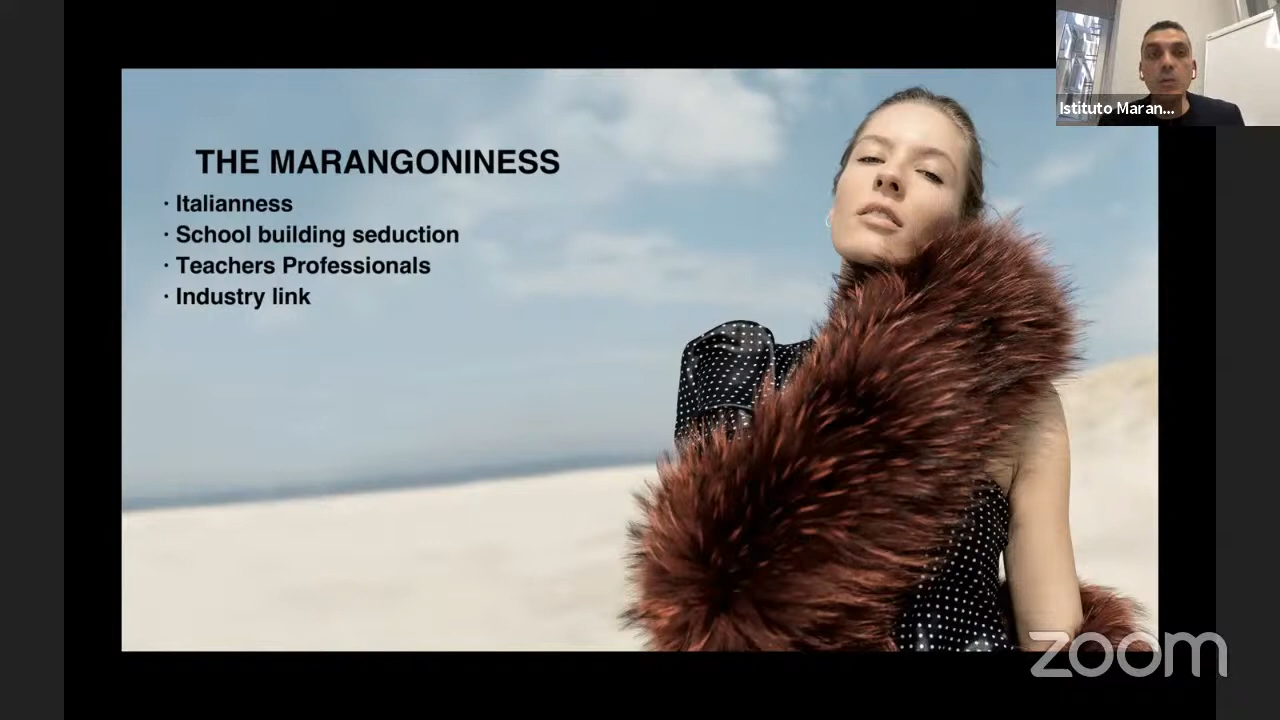 Istituto Maran...
THE MARANGONINESS
· Italianness
· School building seduction
· Teachers Professionals
· Industry link
zoom